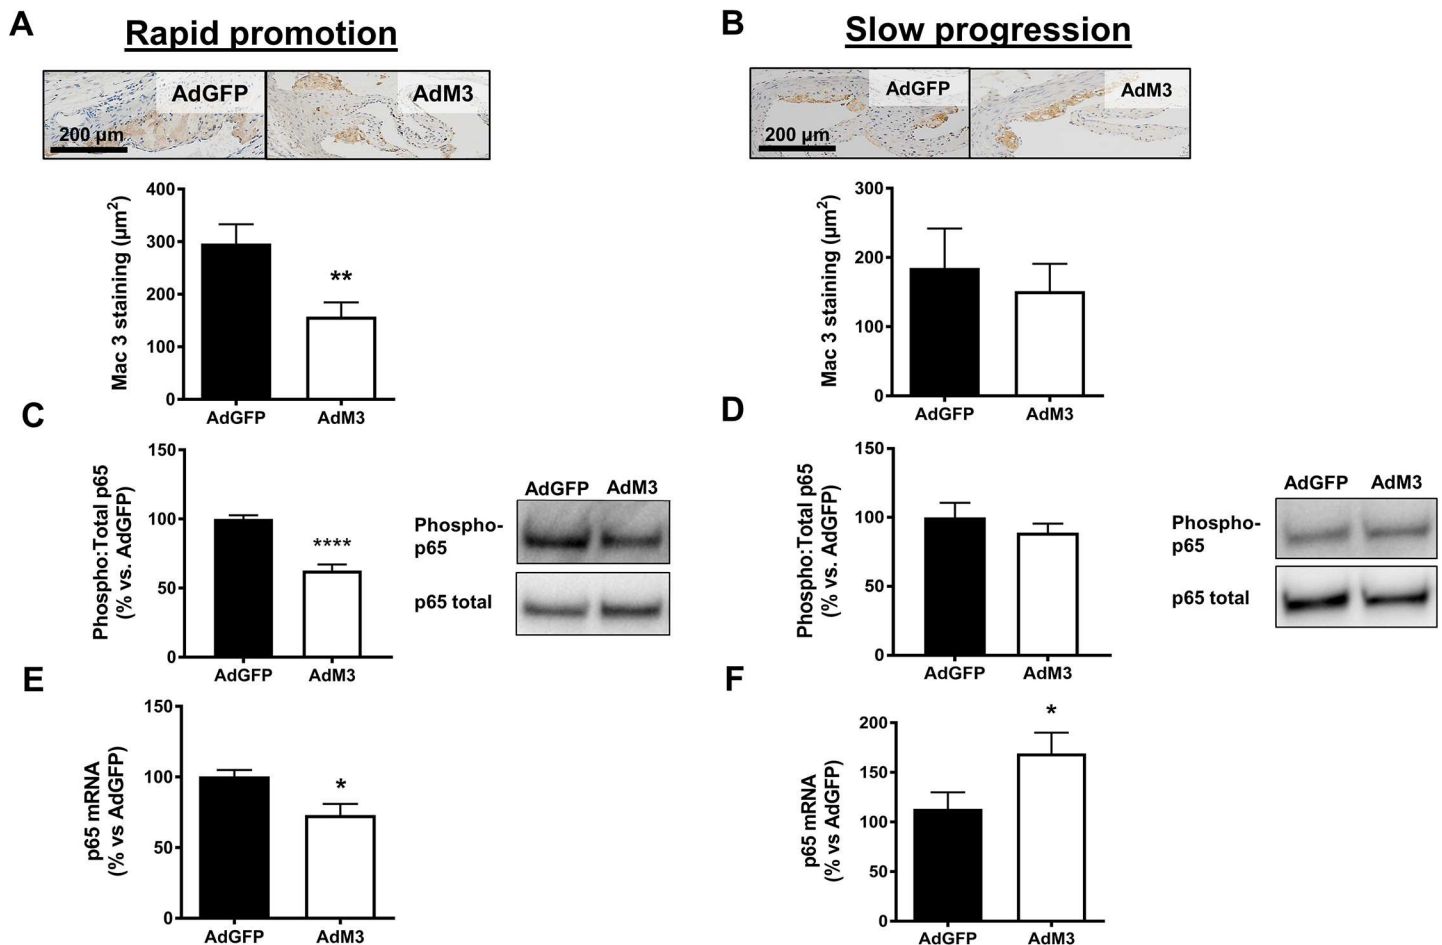 A
Rapid promotion
AdGFP
AdM3
200 µm
Mac 3 staining (µm²)
400
300
200
100
0
AdGFP
AdM3
**
B
Slow progression
AdGFP
AdM3
200 µm
Mac 3 staining (µm²)
300
200
100
0
AdGFP
AdM3
C
Phospho:Total p65
(% vs. AdGFP)
150
100
50
0
****
AdGFP
AdM3
AdGFP
AdM3
Phospho-
p65
p65 total
D
Phospho:Total p65
(% vs. AdGFP)
150
100
50
0
AdGFP
AdM3
AdGFP
AdM3
Phospho-
p65
p65 total
E
p65 mRNA
(% vs AdGFP)
150
100
50
0
*
AdGFP
AdM3
F
p65 mRNA
(% vs AdGFP)
200
150
100
50
0
*
AdGFP
AdM3